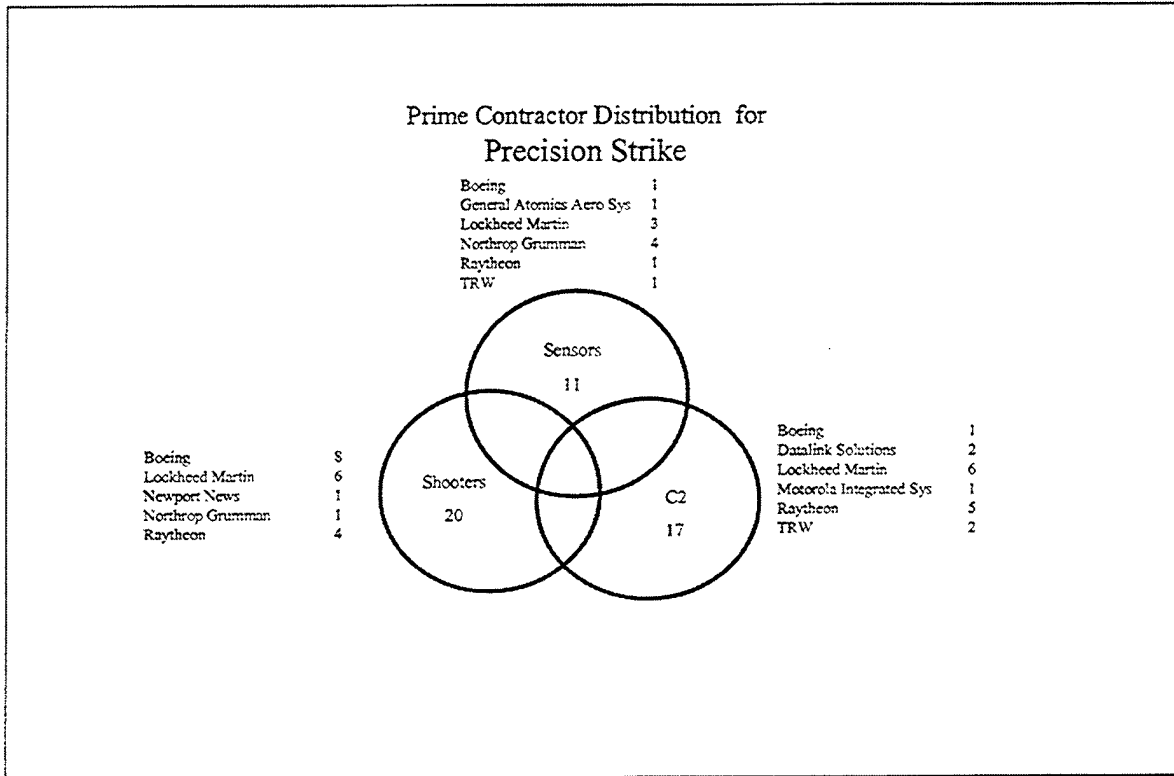 Prime Contractor Distribution for
Precision Strike
Boeing 1
General Atomics Aero Sys 1
Lockheed Martin 3
Northrop Grumman 4
Raytheon 1
TRW 1
Sensors
11
Boeing 8
Lockheed Martin 6
Newport News 1
Northrop Grumman 1
Raytheon 4
Shooters
20
C2
17
Boeing 1
Datalink Solutions 2
Lockheed Martin 6
Motorola Integrated Sys 1
Raytheon 5
TRW 2